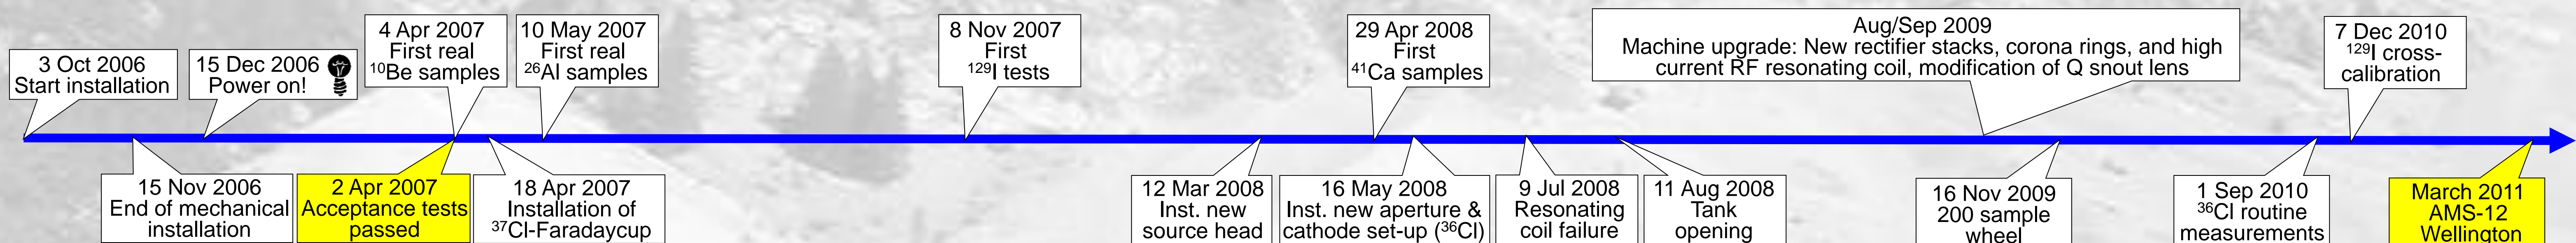 3 Oct 2006
Start installation
15 Dec 2006
Power on!
4 Apr 2007
First real
¹⁰Be samples
10 May 2007
First real
²⁶Al samples
8 Nov 2007
First
¹²⁹I tests
29 Apr 2008
First
⁴¹Ca samples
Aug/Sep 2009
Machine upgrade: New rectifier stacks, corona rings, and high
current RF resonating coil, modification of Q snout lens
7 Dec 2010
¹²⁹I cross-
calibration
15 Nov 2006
End of mechanical
installation
2 Apr 2007
Acceptance tests
passed
18 Apr 2007
Installation of
³⁷Cl-Faradaycup
12 Mar 2008
Inst. new
source head
16 May 2008
Inst. new aperture &
cathode set-up (³⁶Cl)
9 Jul 2008
Resonating
coil failure
11 Aug 2008
Tank
opening
16 Nov 2009
200 sample
wheel
1 Sep 2010
³⁶Cl routine
measurements
March 2011
AMS-12
Wellington